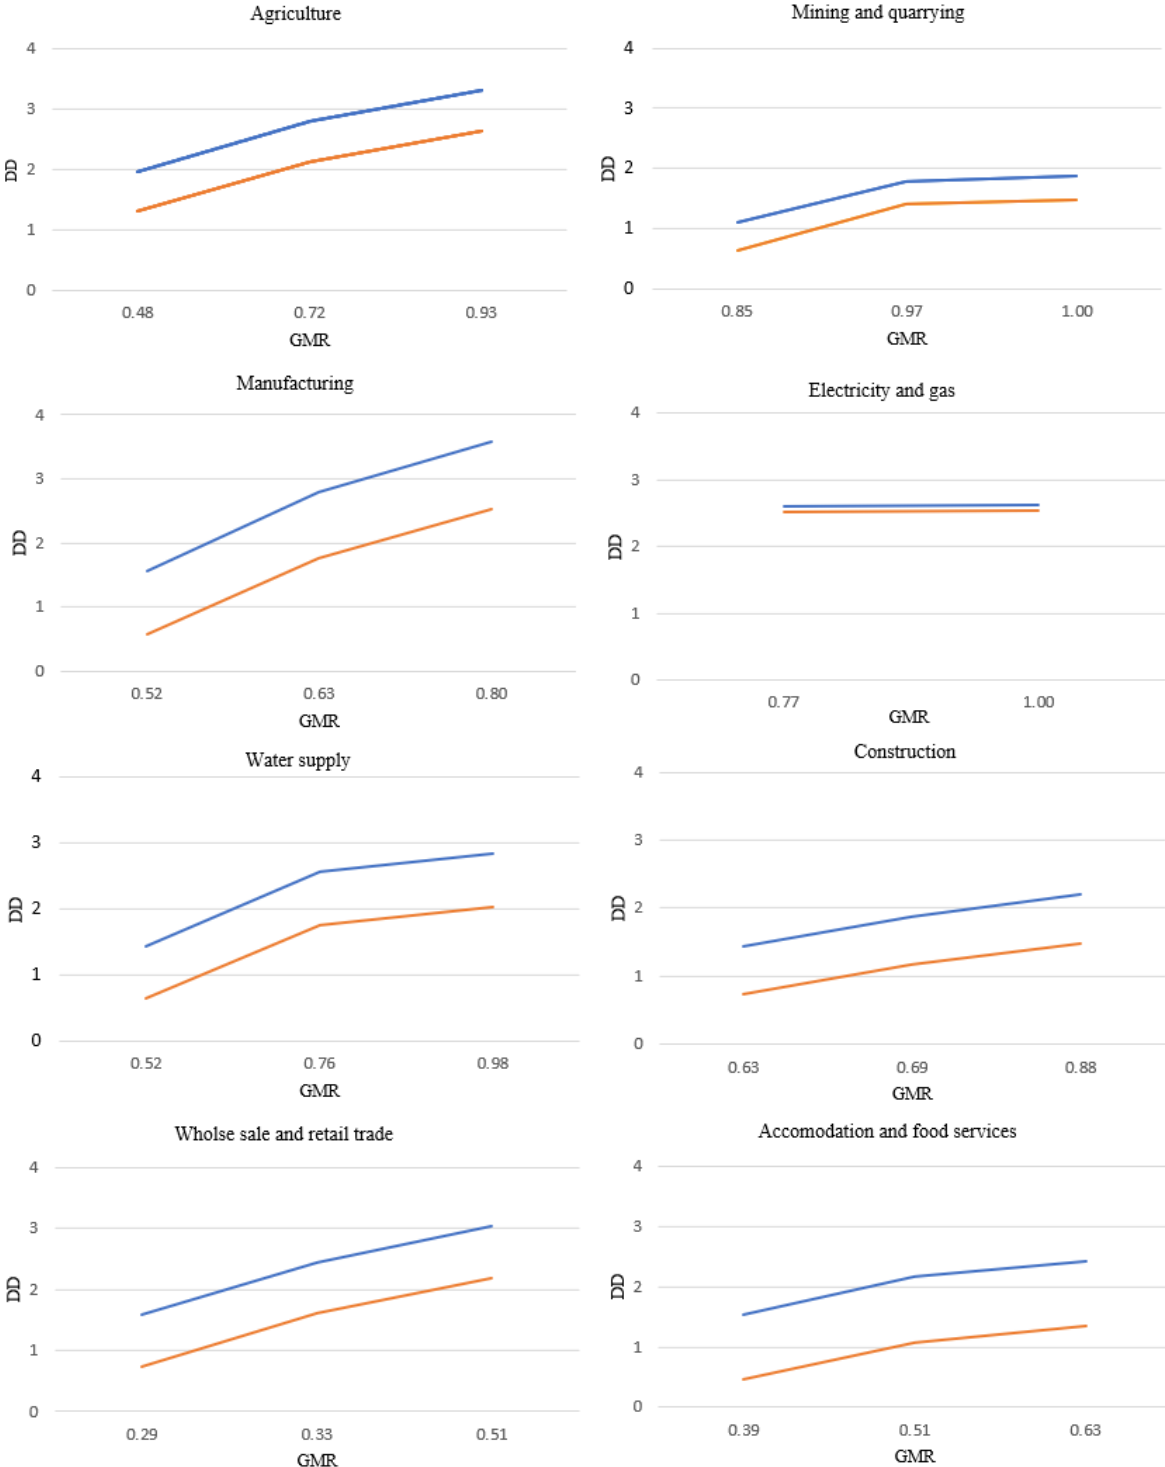 Agriculture
4
3
2
1
0
DD
0.48 0.72 0.93
GMR
Mining and quarrying
4
3
2
1
0
DD
0.85 0.97 1.00
GMR
Manufacturing
4
3
2
1
0
DD
0.52 0.63 0.80
GMR
Electricity and gas
4
3
2
1
0
DD
0.77 1.00
GMR
Water supply
4
3
2
1
0
DD
0.52 0.76 0.98
GMR
Construction
4
3
2
1
0
DD
0.63 0.69 0.88
GMR
Wholse sale and retail trade
4
3
2
1
0
DD
0.29 0.33 0.51
GMR
Accomodation and food services
4
3
2
1
0
DD
0.39 0.51 0.63
GMR